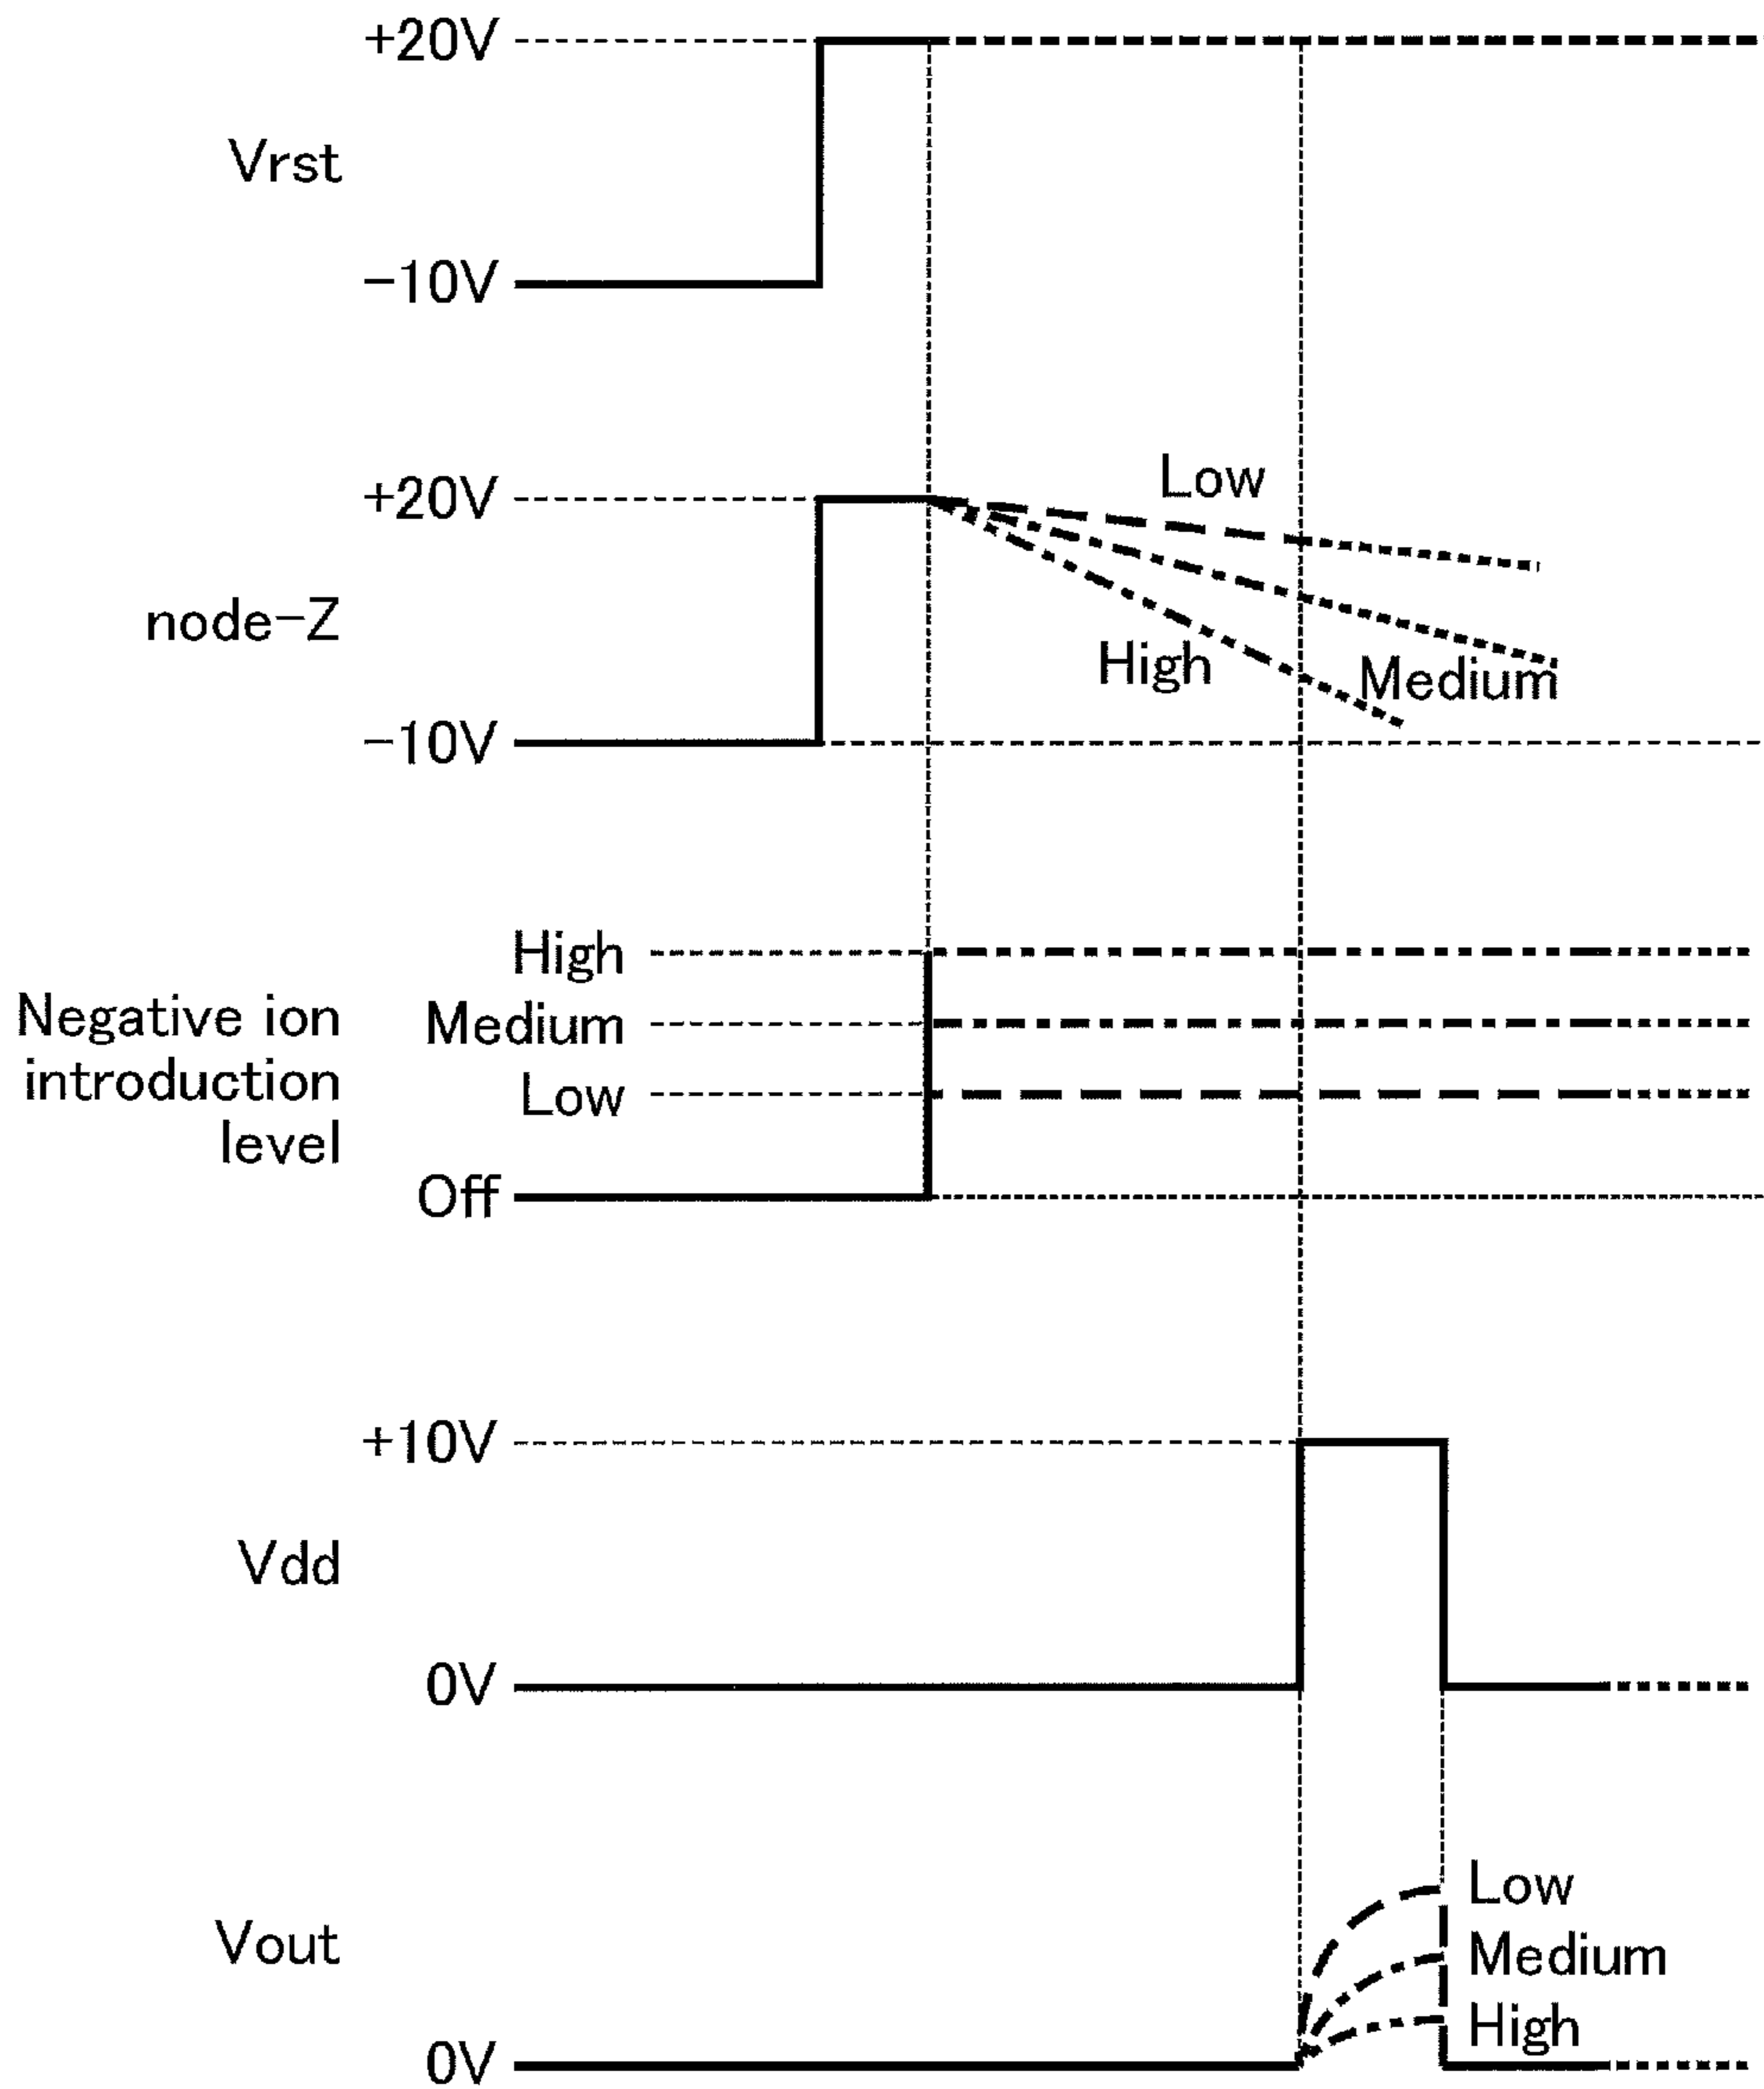 +20V
Vrst
−10V
Low
+20V
node−Z
High
Medium
−10V
High
Negative ion
Medium
introduction
Low
level
Off
+10V
Vdd
0V
Low
Vout
Medium
High
0V